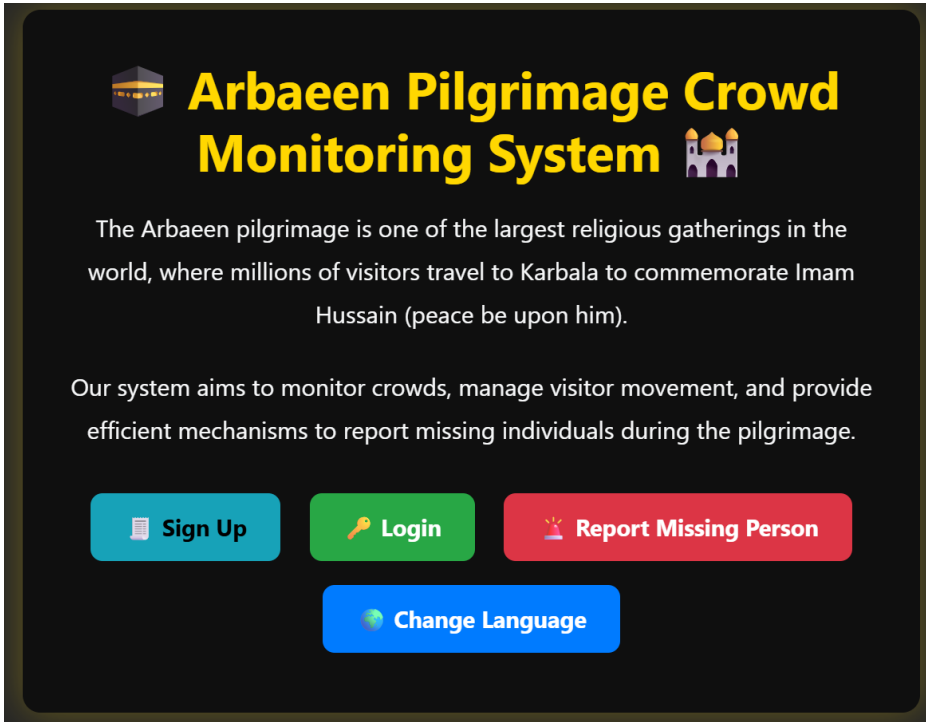 🕋 Arbaeen Pilgrimage Crowd
Monitoring System 🕌
The Arbaeen pilgrimage is one of the largest religious gatherings in the
world, where millions of visitors travel to Karbala to commemorate Imam
Hussain (peace be upon him).
Our system aims to monitor crowds, manage visitor movement, and provide
efficient mechanisms to report missing individuals during the pilgrimage.
🧾 Sign Up
🔑 Login
🚨 Report Missing Person
🌍 Change Language